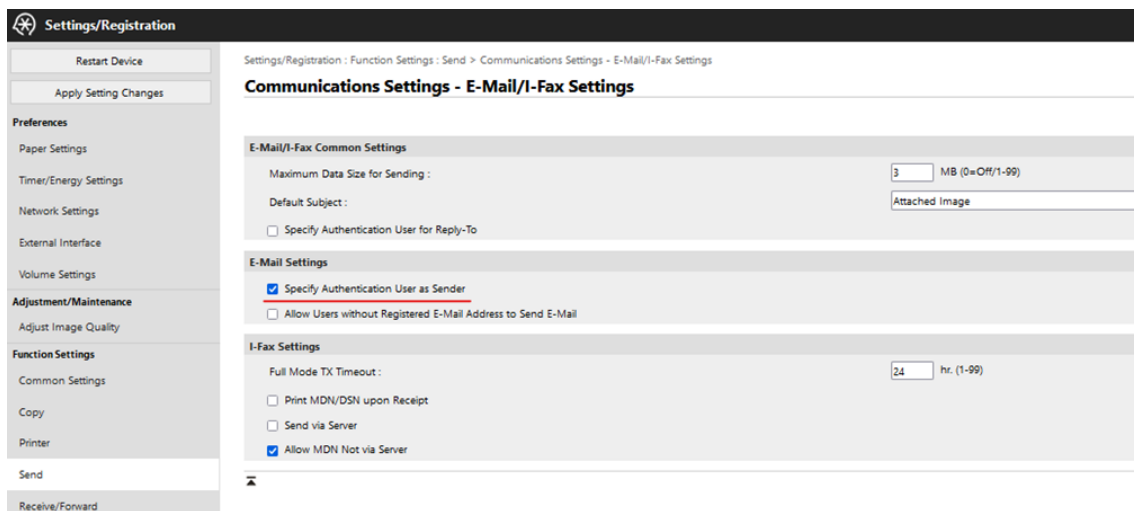 Settings/Registration
Restart Device
Apply Setting Changes
Preferences
Paper Settings
Timer/Energy Settings
Network Settings
External Interface
Volume Settings
Adjustment/Maintenance
Adjust Image Quality
Function Settings
Common Settings
Copy
Printer
Send
Receive/Forward
Settings/Registration : Function Settings : Send > Communications Settings - E-Mail/I-Fax Settings
Communications Settings - E-Mail/I-Fax Settings
E-Mail/I-Fax Common Settings
Maximum Data Size for Sending : 3 MB (0=Off/1-99)
Default Subject : Attached Image
Specify Authentication User for Reply-To
E-Mail Settings
Specify Authentication User as Sender
Allow Users without Registered E-Mail Address to Send E-Mail
I-Fax Settings
Full Mode TX Timeout : 24 hr. (1-99)
Print MDN/DSN upon Receipt
Send via Server
Allow MDN Not via Server